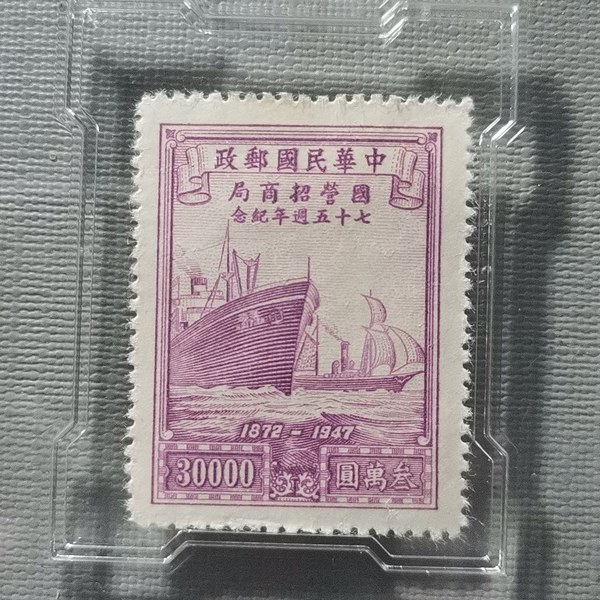 中華民國郵政
國營招商局
七十五週年紀念
1872 - 1947
30000 叁萬圓